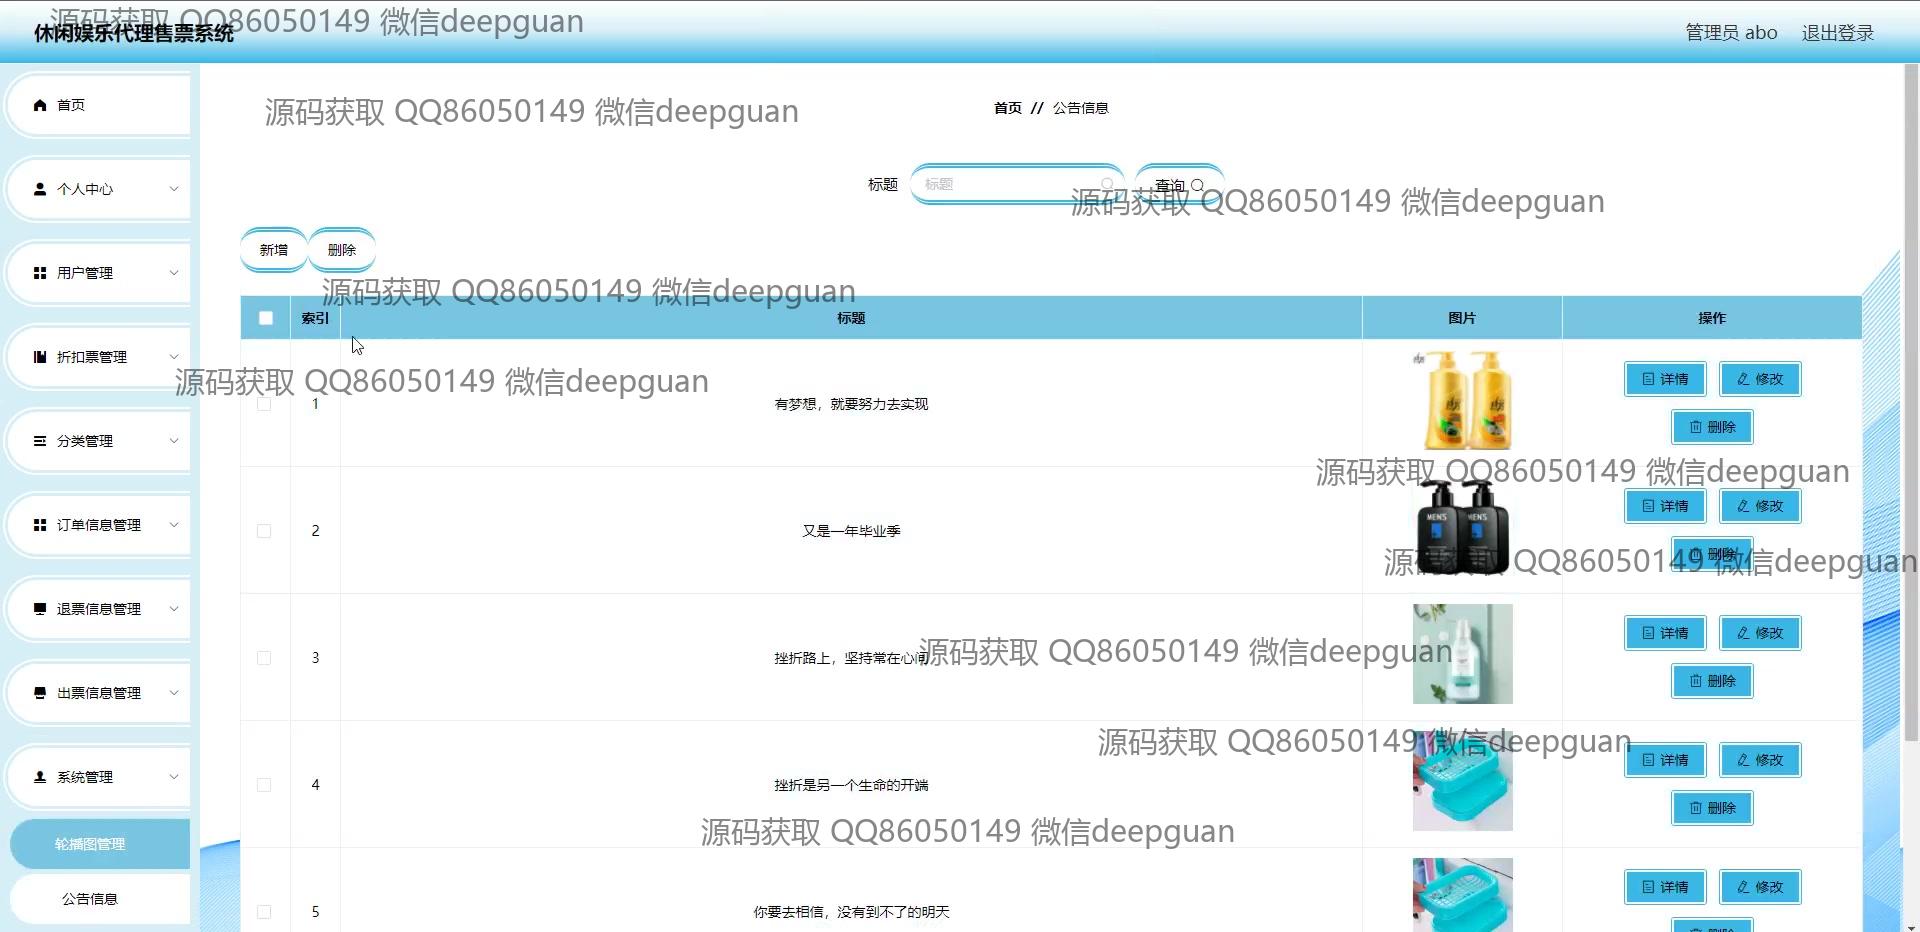 源码获取 QQ86050149 微信deepguan
休闲娱乐代理售票系统
管理员 abo 退出登录
首页
源码获取 QQ86050149 微信deepguan
首页 // 公告信息
个人中心
标题 标题 查询
源码获取 QQ86050149 微信deepguan
新增 删除
用户管理
源码获取 QQ86050149 微信deepguan
索引 标题 图片 操作
折扣票管理
源码获取 QQ86050149 微信deepguan
1 有梦想，就要努力去实现 详情 修改
删除
分类管理
源码获取 QQ86050149 微信deepguan
订单信息管理
2 又是一年毕业季 MEN'S MEN'S 详情 修改
删除
源码获取 QQ86050149 微信deepguan
退票信息管理
3 挫折路上，坚持常在心间 详情 修改
源码获取 QQ86050149 微信deepguan
删除
出票信息管理
源码获取 QQ86050149 微信deepguan
系统管理
4 挫折是另一个生命的开端 详情 修改
删除
源码获取 QQ86050149 微信deepguan
轮播图管理
公告信息
5 你要去相信，没有到不了的明天 详情 修改